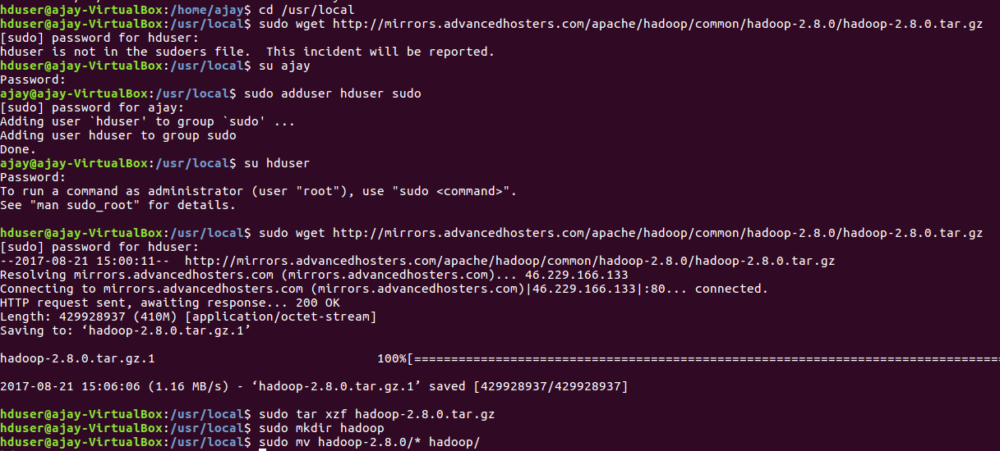 hduser@ajay-VirtualBox:/home/ajay$ cd /usr/local
hduser@ajay-VirtualBox:/usr/local$ sudo wget http://mirrors.advancedhosters.com/apache/hadoop/common/hadoop-2.8.0/hadoop-2.8.0.tar.gz
[sudo] password for hduser:
hduser is not in the sudoers file.  This incident will be reported.
hduser@ajay-VirtualBox:/usr/local$ su ajay
Password:
ajay@ajay-VirtualBox:/usr/local$ sudo adduser hduser sudo
[sudo] password for ajay:
Adding user `hduser' to group `sudo' ...
Adding user hduser to group sudo
Done.
ajay@ajay-VirtualBox:/usr/local$ su hduser
Password:
To run a command as administrator (user "root"), use "sudo <command>".
See "man sudo_root" for details.
hduser@ajay-VirtualBox:/usr/local$ sudo wget http://mirrors.advancedhosters.com/apache/hadoop/common/hadoop-2.8.0/hadoop-2.8.0.tar.gz
[sudo] password for hduser:
--2017-08-21 15:00:11--  http://mirrors.advancedhosters.com/apache/hadoop/common/hadoop-2.8.0/hadoop-2.8.0.tar.gz
Resolving mirrors.advancedhosters.com (mirrors.advancedhosters.com)... 46.229.166.133
Connecting to mirrors.advancedhosters.com (mirrors.advancedhosters.com)|46.229.166.133|:80... connected.
HTTP request sent, awaiting response... 200 OK
Length: 429928937 (410M) [application/octet-stream]
Saving to: ‘hadoop-2.8.0.tar.gz.1’
hadoop-2.8.0.tar.gz.1                              100%[===============================================================================
2017-08-21 15:06:06 (1.16 MB/s) - ‘hadoop-2.8.0.tar.gz.1’ saved [429928937/429928937]
hduser@ajay-VirtualBox:/usr/local$ sudo tar xzf hadoop-2.8.0.tar.gz
hduser@ajay-VirtualBox:/usr/local$ sudo mkdir hadoop
hduser@ajay-VirtualBox:/usr/local$ sudo mv hadoop-2.8.0/* hadoop/